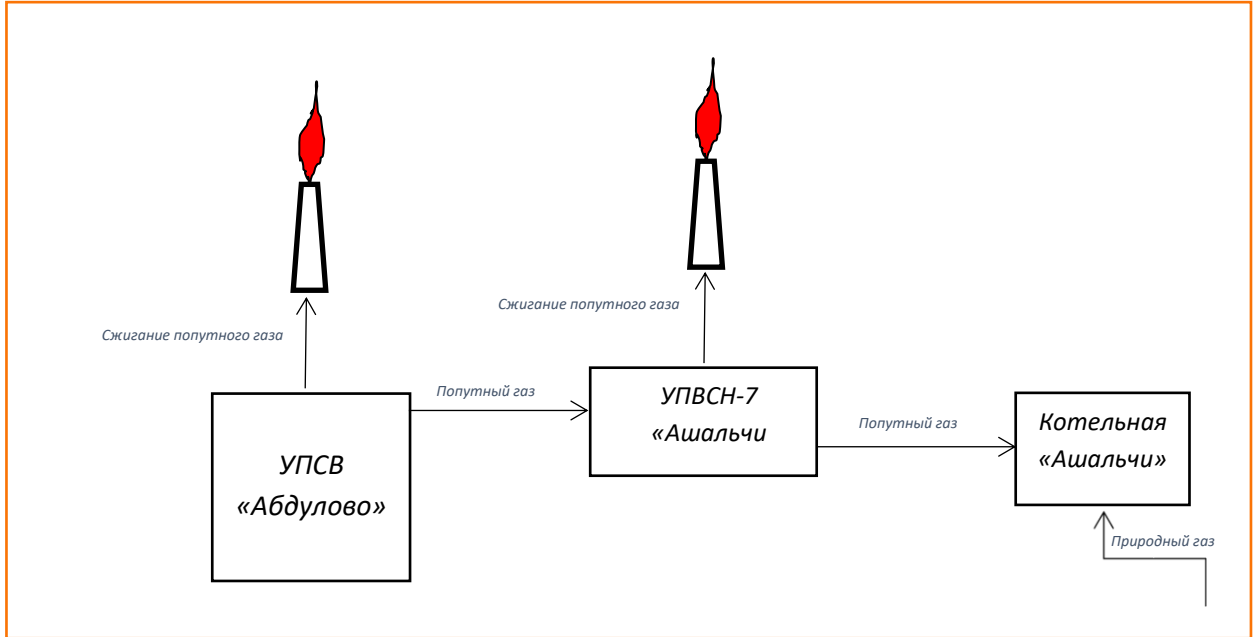 Сжигание попутного газа
Сжигание попутного газа
УПСВ
«Абдулово»
Попутный газ
УПВСН-7
«Ашальчи
Попутный газ
Котельная
«Ашальчи»
Природный газ